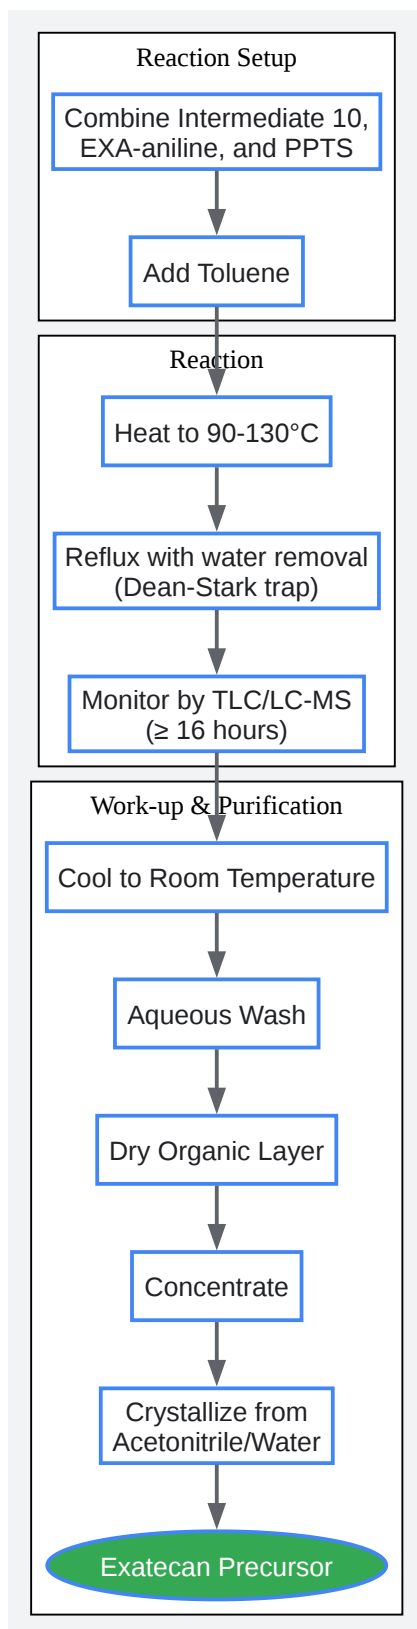 Reaction Setup
Combine Intermediate 10,
EXA-aniline, and PPTS
Add Toluene
Reaction
Heat to 90-130°C
Reflux with water removal
(Dean-Stark trap)
Monitor by TLC/LC-MS
(≥ 16 hours)
Work-up & Purification
Cool to Room Temperature
Aqueous Wash
Dry Organic Layer
Concentrate
Crystallize from
Acetonitrile/Water
Exatecan Precursor